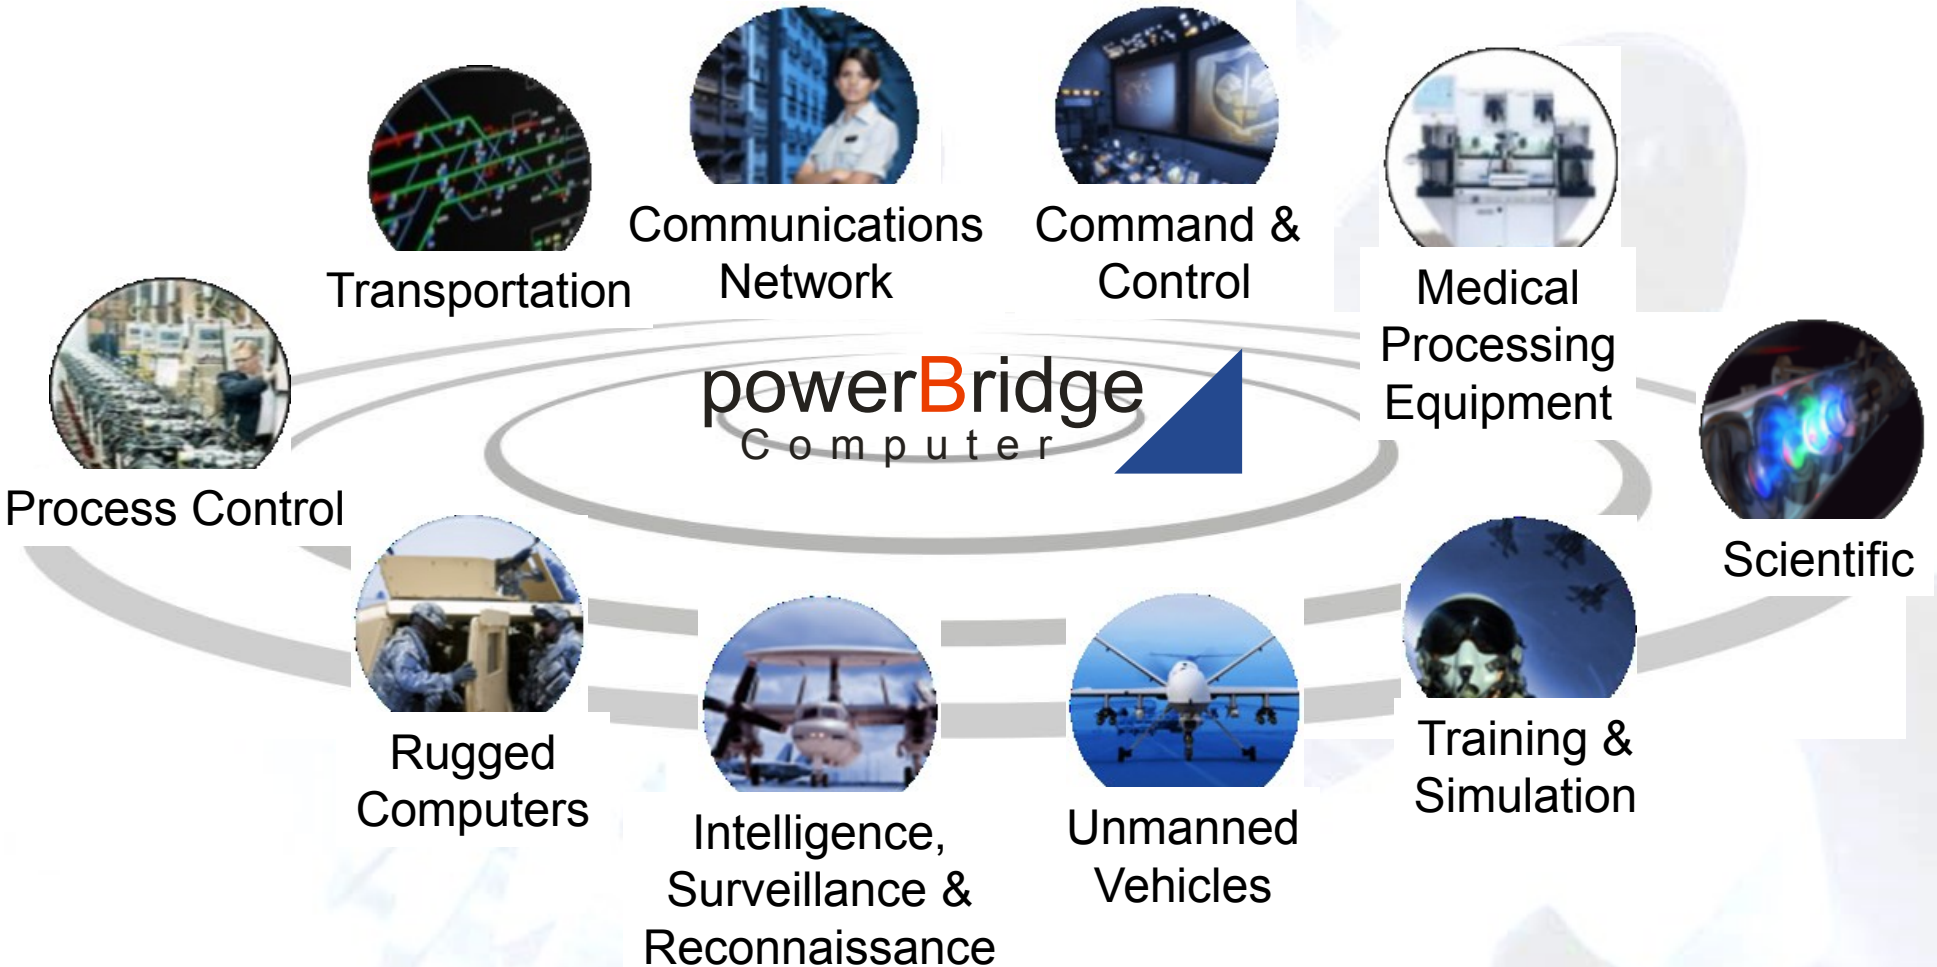 Communications
Network
Command &
Control
Transportation
Medical
Processing
Equipment
powerBridge
Computer
Process Control
Scientific
Rugged
Computers
Intelligence,
Surveillance &
Reconnaissance
Unmanned
Vehicles
Training &
Simulation